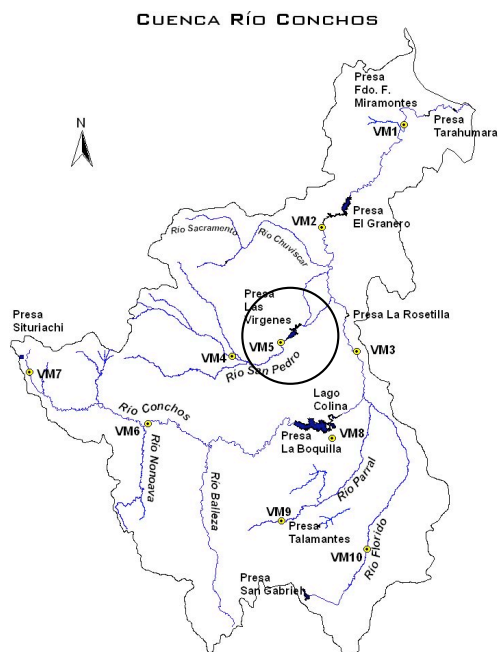 CUENCA RÍO CONCHOS
Presa
Fdo. F.
Miramontes
Presa
Tarahumara
VM1
N
Presa
El Granero
VM2
Río Sacramento
Río Chuviscar
Presa
Las
Virgenes
Presa La Rosetilla
Presa
Situriachi
VM5
VM3
VM4
Río San Pedro
VM7
Lago
Colina
Río Conchos
VM6
VM8
Presa
La Boquilla
Río Nonoava
Río Balleza
Río Parral
VM9
Presa
Talamantes
VM10
Río Florido
Presa
San Gabriel